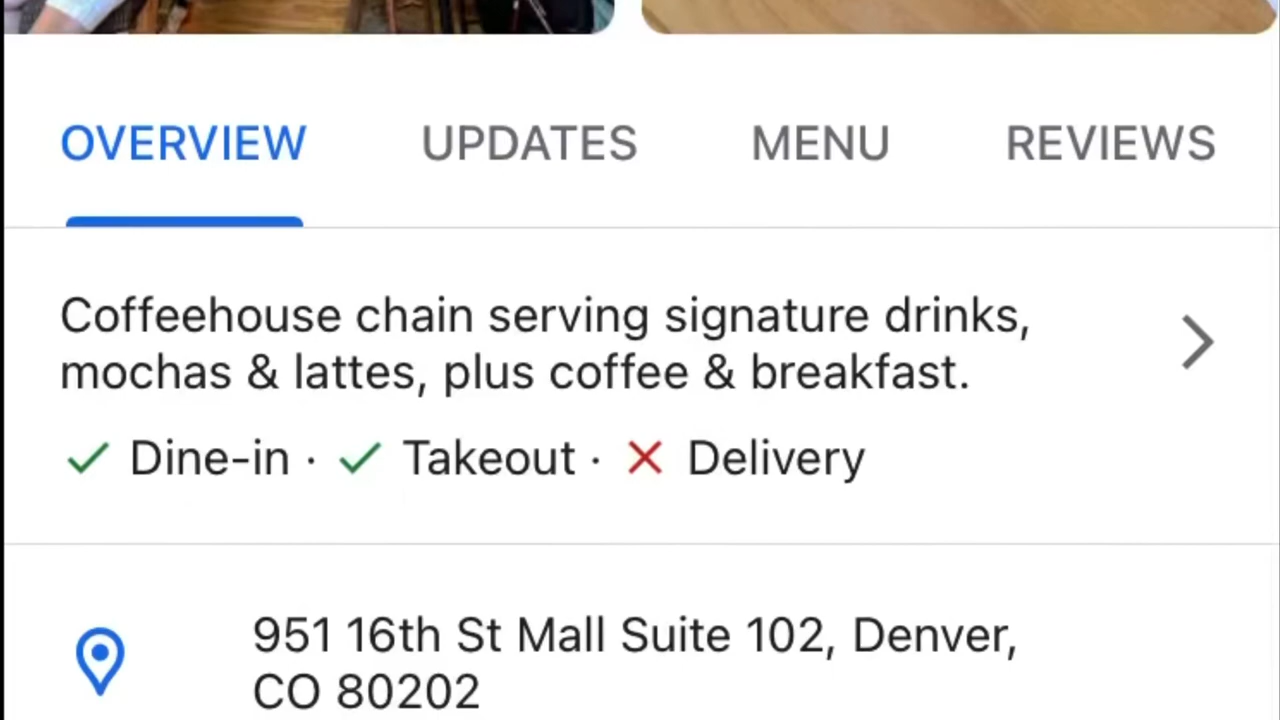 OVERVIEW UPDATES MENU REVIEWS
Coffeehouse chain serving signature drinks,
mochas & lattes, plus coffee & breakfast.
Dine-in · Takeout · Delivery
951 16th St Mall Suite 102, Denver,
CO 80202